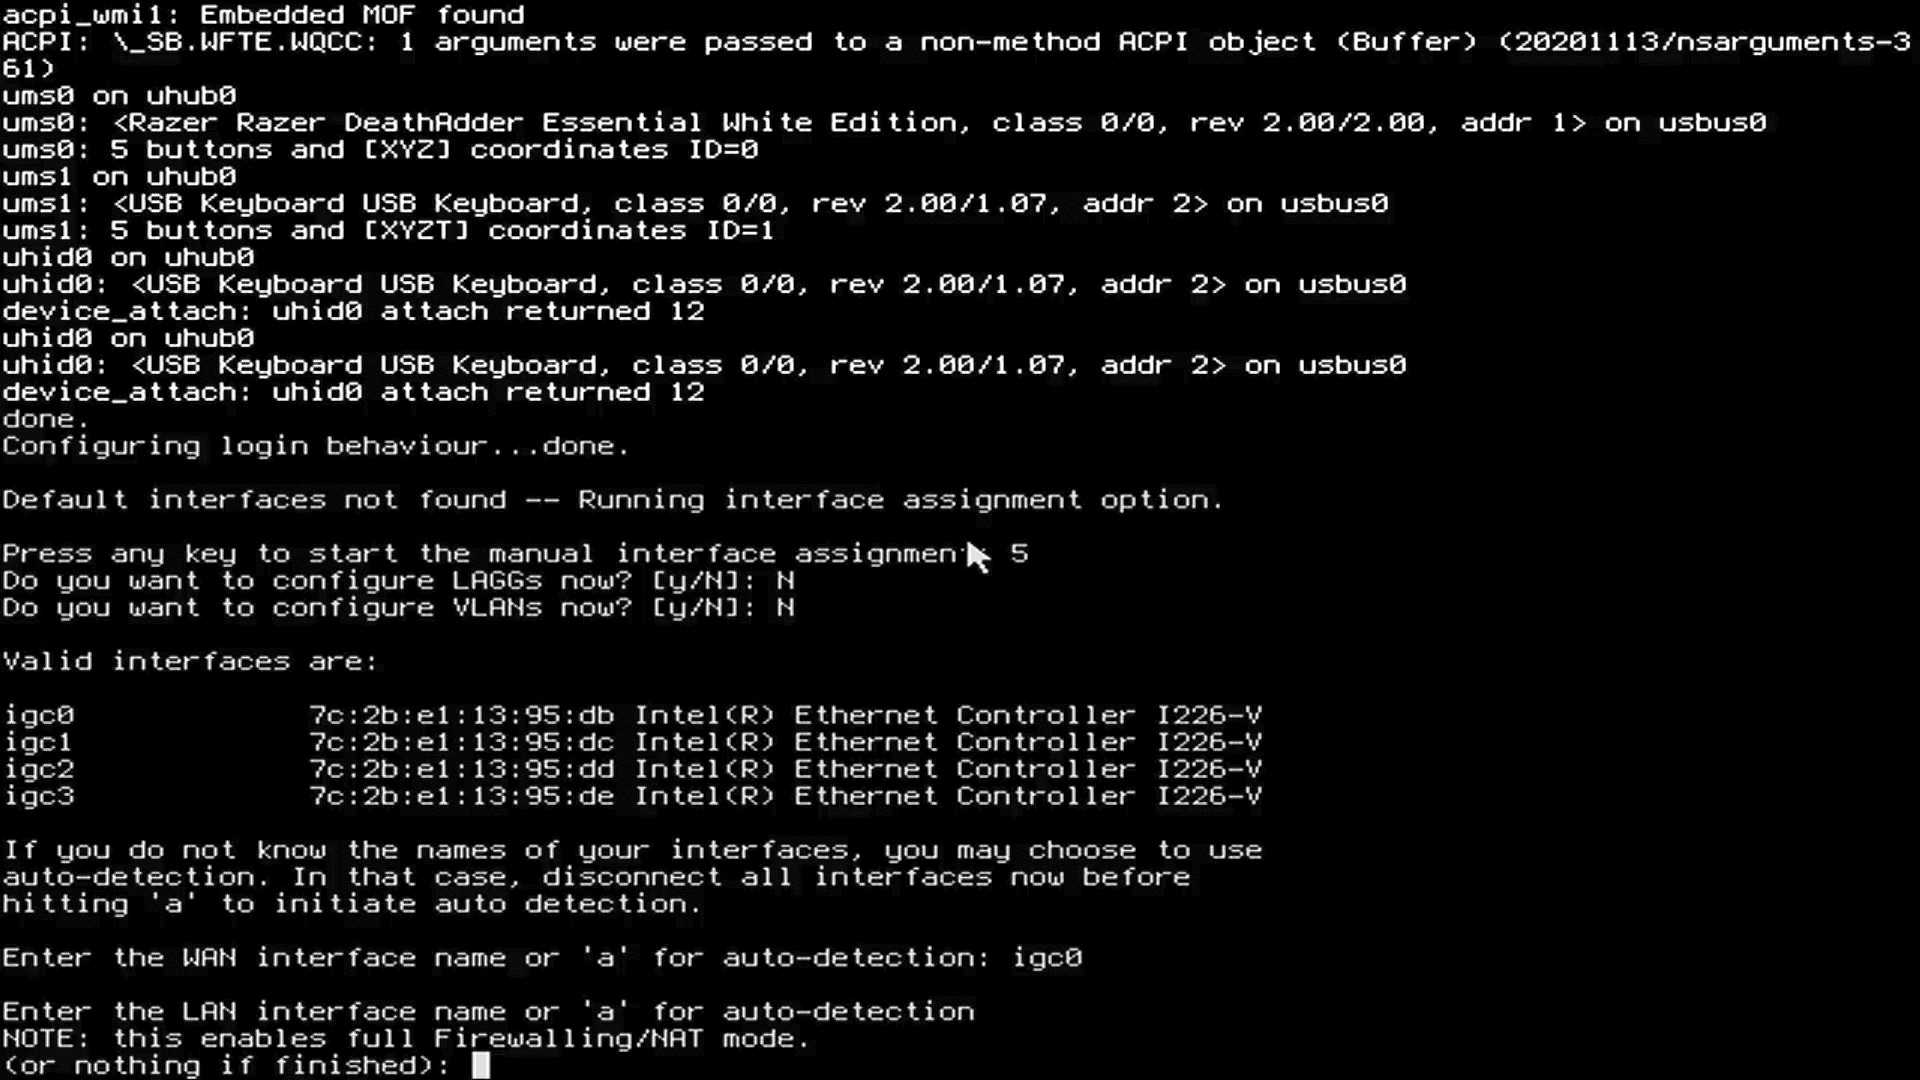 acpi_wmi1: Embedded MOF found
ACPI: \_SB.WFTE.WQCC: 1 arguments were passed to a non-method ACPI object (Buffer) (20201113/nsarguments-3
61)
ums0 on uhub0
ums0: <Razer Razer DeathAdder Essential White Edition, class 0/0, rev 2.00/2.00, addr 1> on usbus0
ums0: 5 buttons and [XYZ] coordinates ID=0
ums1 on uhub0
ums1: <USB Keyboard USB Keyboard, class 0/0, rev 2.00/1.07, addr 2> on usbus0
ums1: 5 buttons and [XYZT] coordinates ID=1
uhid0 on uhub0
uhid0: <USB Keyboard USB Keyboard, class 0/0, rev 2.00/1.07, addr 2> on usbus0
device_attach: uhid0 attach returned 12
uhid0 on uhub0
uhid0: <USB Keyboard USB Keyboard, class 0/0, rev 2.00/1.07, addr 2> on usbus0
device_attach: uhid0 attach returned 12
done.
Configuring login behaviour...done.
Default interfaces not found -- Running interface assignment option.
Press any key to start the manual interface assignment: 5
Do you want to configure LAGGs now? [y/N]: N
Do you want to configure VLANs now? [y/N]: N
Valid interfaces are:
igc0 7c:2b:e1:13:95:db Intel(R) Ethernet Controller I226-V
igc1 7c:2b:e1:13:95:dc Intel(R) Ethernet Controller I226-V
igc2 7c:2b:e1:13:95:dd Intel(R) Ethernet Controller I226-V
igc3 7c:2b:e1:13:95:de Intel(R) Ethernet Controller I226-V
If you do not know the names of your interfaces, you may choose to use
auto-detection. In that case, disconnect all interfaces now before
hitting 'a' to initiate auto detection.
Enter the WAN interface name or 'a' for auto-detection: igc0
Enter the LAN interface name or 'a' for auto-detection
NOTE: this enables full Firewalling/NAT mode.
(or nothing if finished):